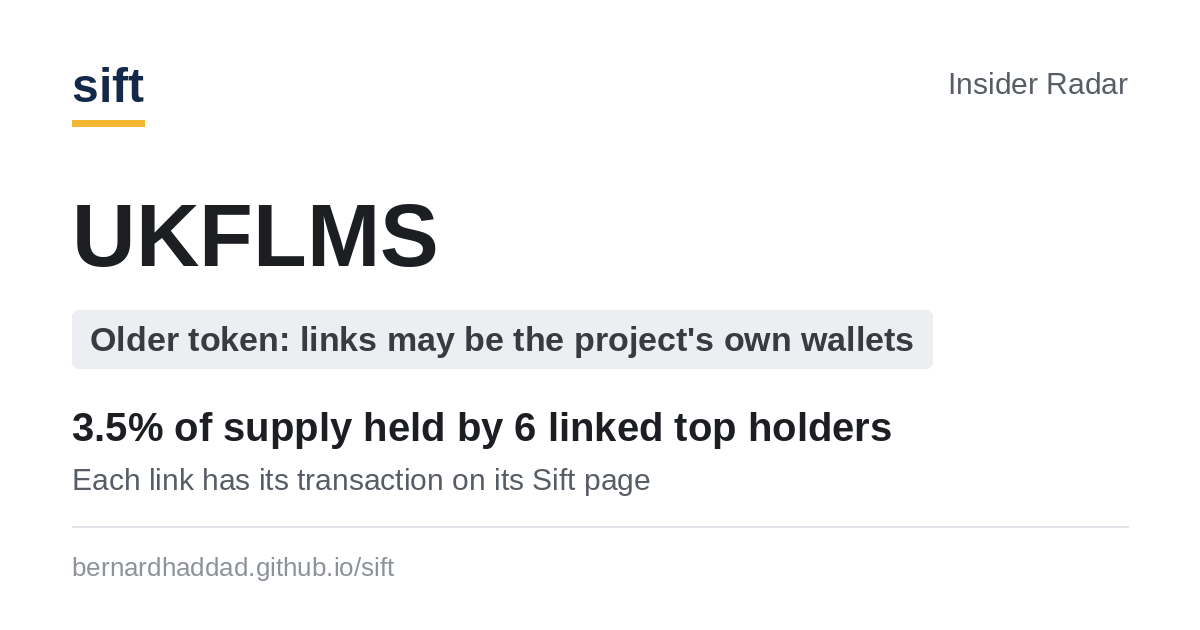 sift
Insider Radar
UKFLMS
Older token: links may be the project's own wallets
3.5% of supply held by 6 linked top holders
Each link has its transaction on its Sift page
bernardhaddad.github.io/sift